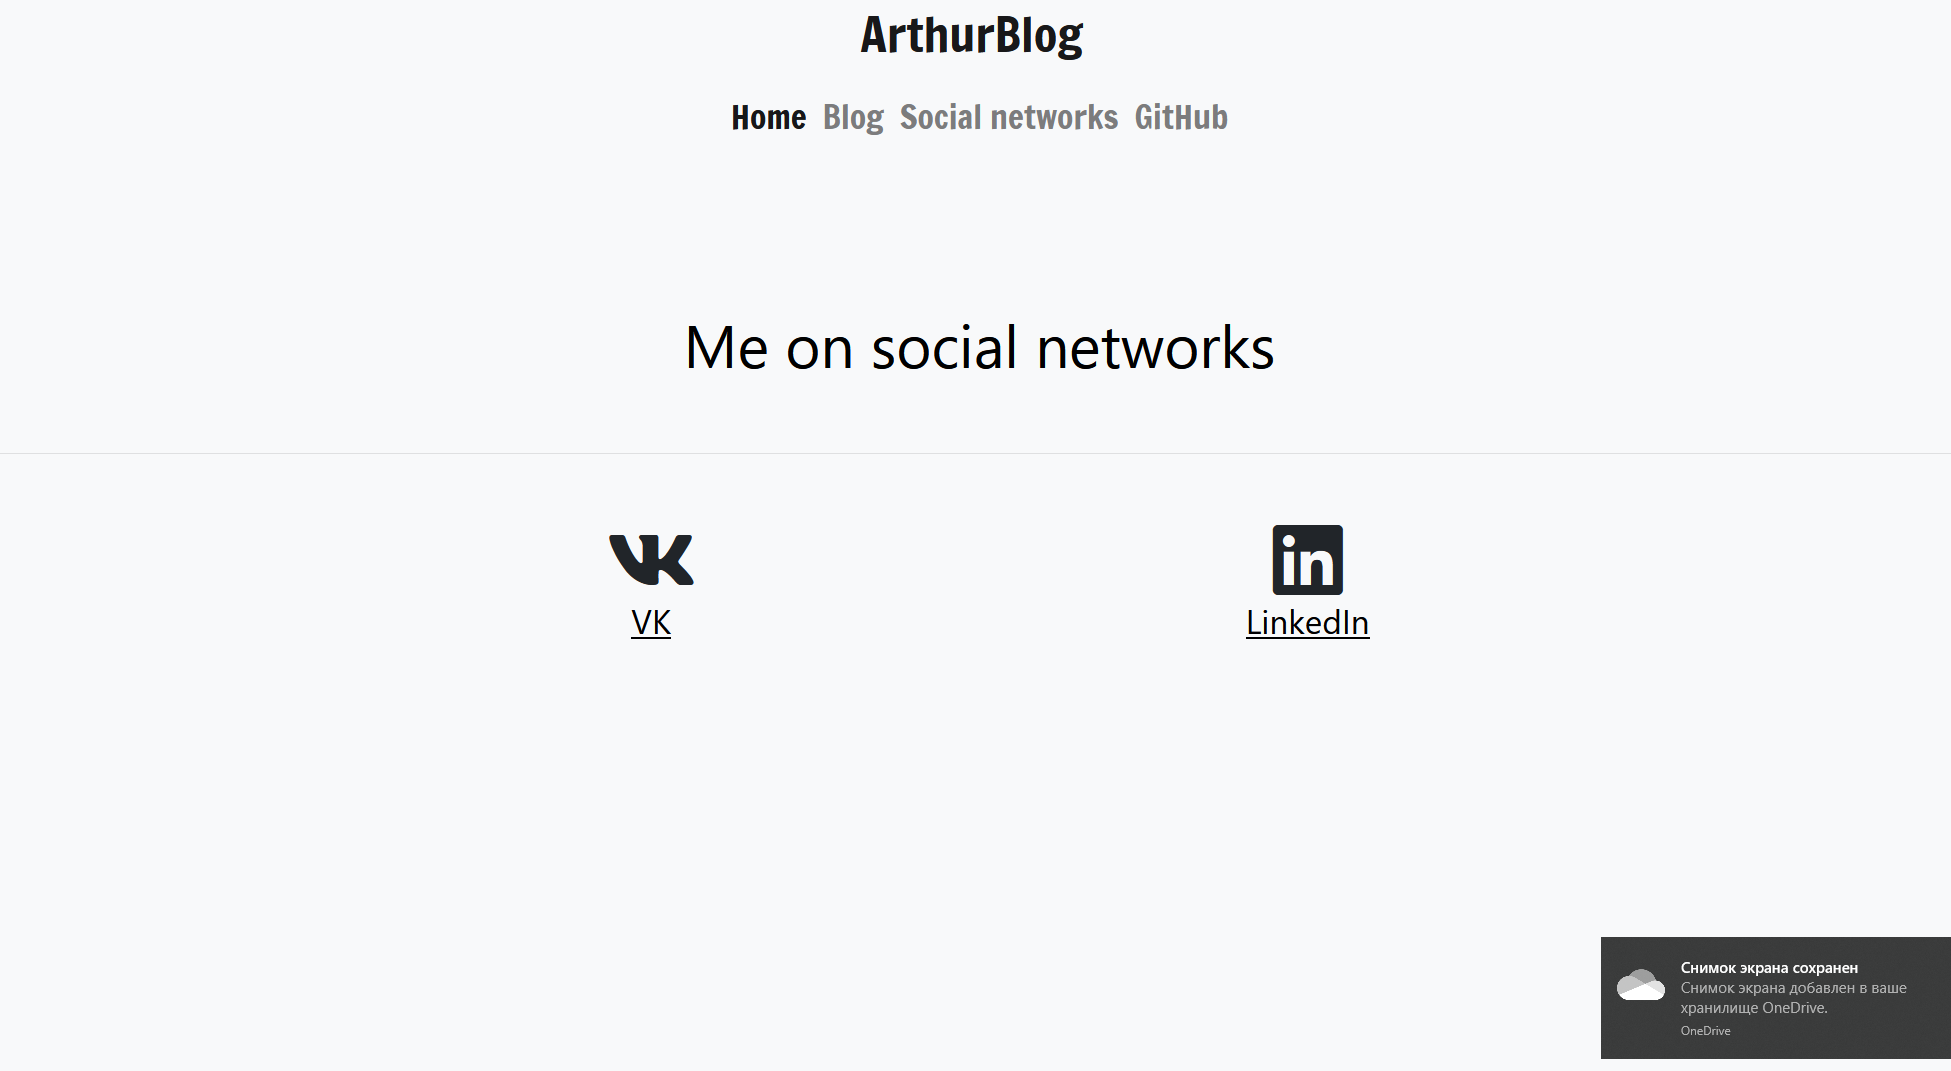 ArthurBlog
Home Blog Social networks GitHub
Me on social networks
VK
in
VK
LinkedIn
Снимок экрана сохранен
Снимок экрана добавлен в ваше
хранилище OneDrive.
OneDrive